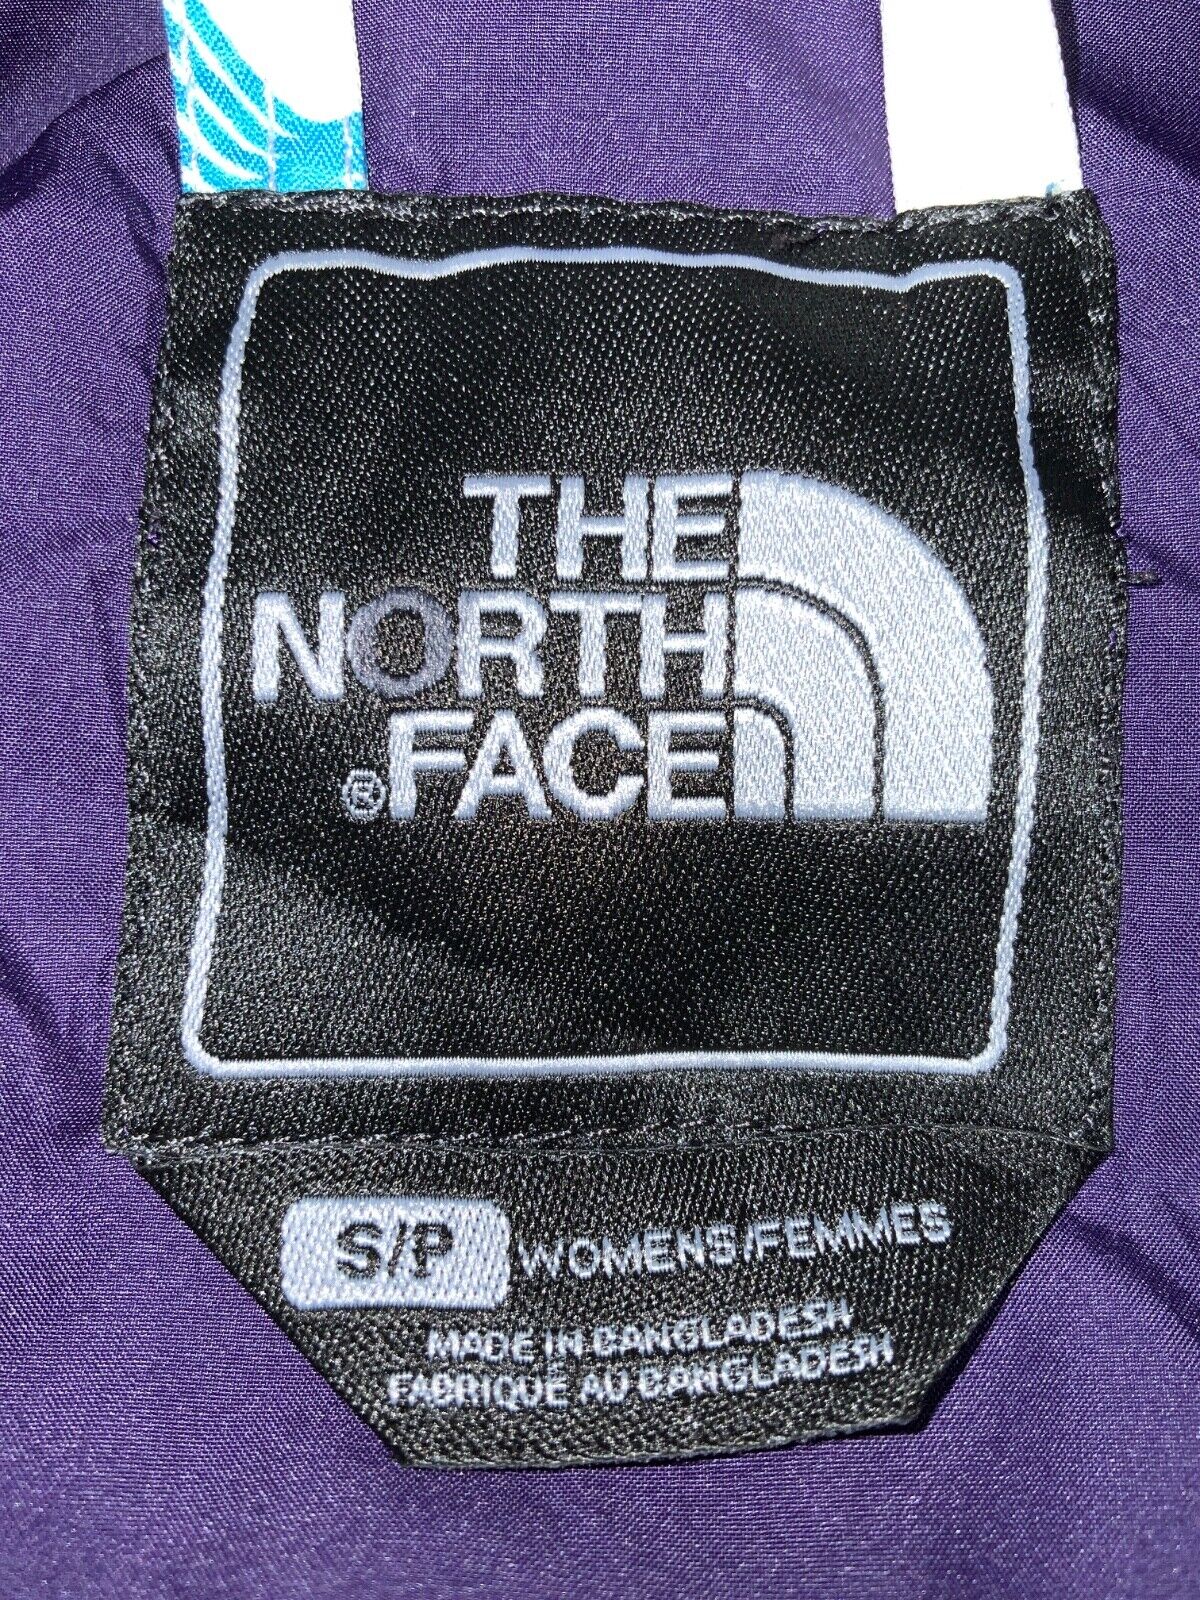 THE
NORTH
®FACE
S/P WOMENS/FEMMES
MADE IN BANGLADESH
FABRIQUÉ AU BANGLADESH